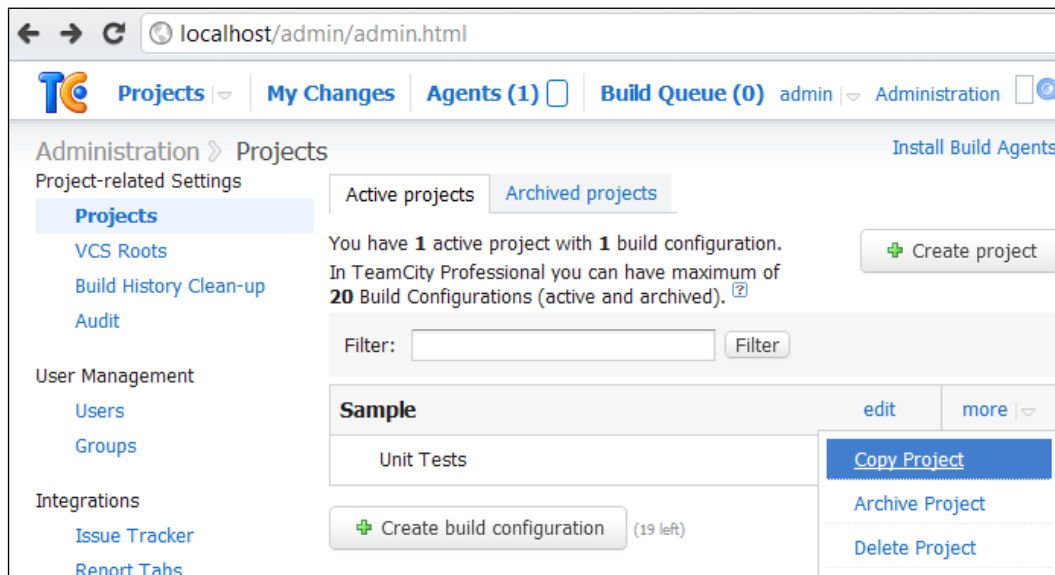 localhost/admin/admin.html
TC Projects My Changes Agents (1) Build Queue (0) admin Administration
Administration Projects
Install Build Agents
Project-related Settings
Projects
VCS Roots
Build History Clean-up
Audit
User Management
Users
Groups
Integrations
Issue Tracker
Report Tabs
Active projects Archived projects
You have 1 active project with 1 build configuration.
In TeamCity Professional you can have maximum of
20 Build Configurations (active and archived). ?
Create project
Filter: Filter
Sample edit more
Unit Tests
Copy Project
Archive Project
Delete Project
Create build configuration (19 left)